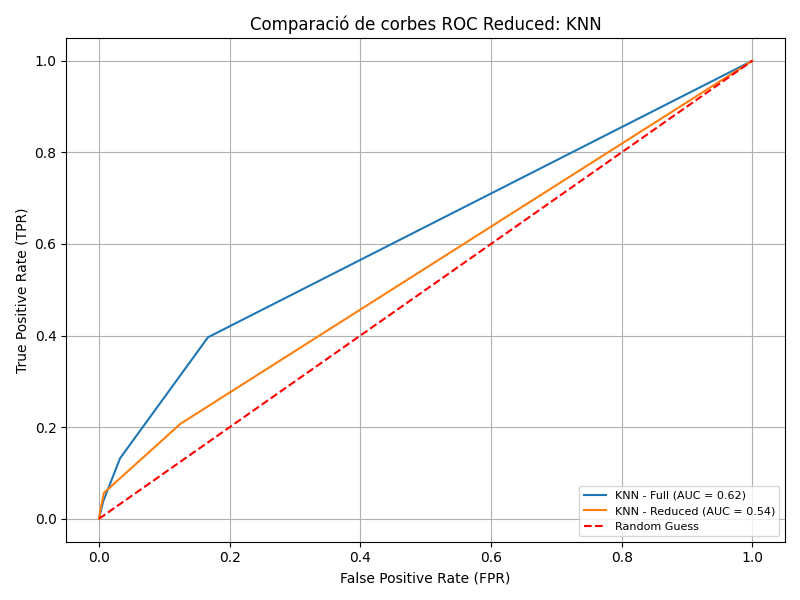 Comparació de corbes ROC Reduced: KNN
True Positive Rate (TPR)
1.0
0.8
0.6
0.4
0.2
0.0
0.0 0.2 0.4 0.6 0.8 1.0
False Positive Rate (FPR)
KNN - Full (AUC = 0.62)
KNN - Reduced (AUC = 0.54)
Random Guess